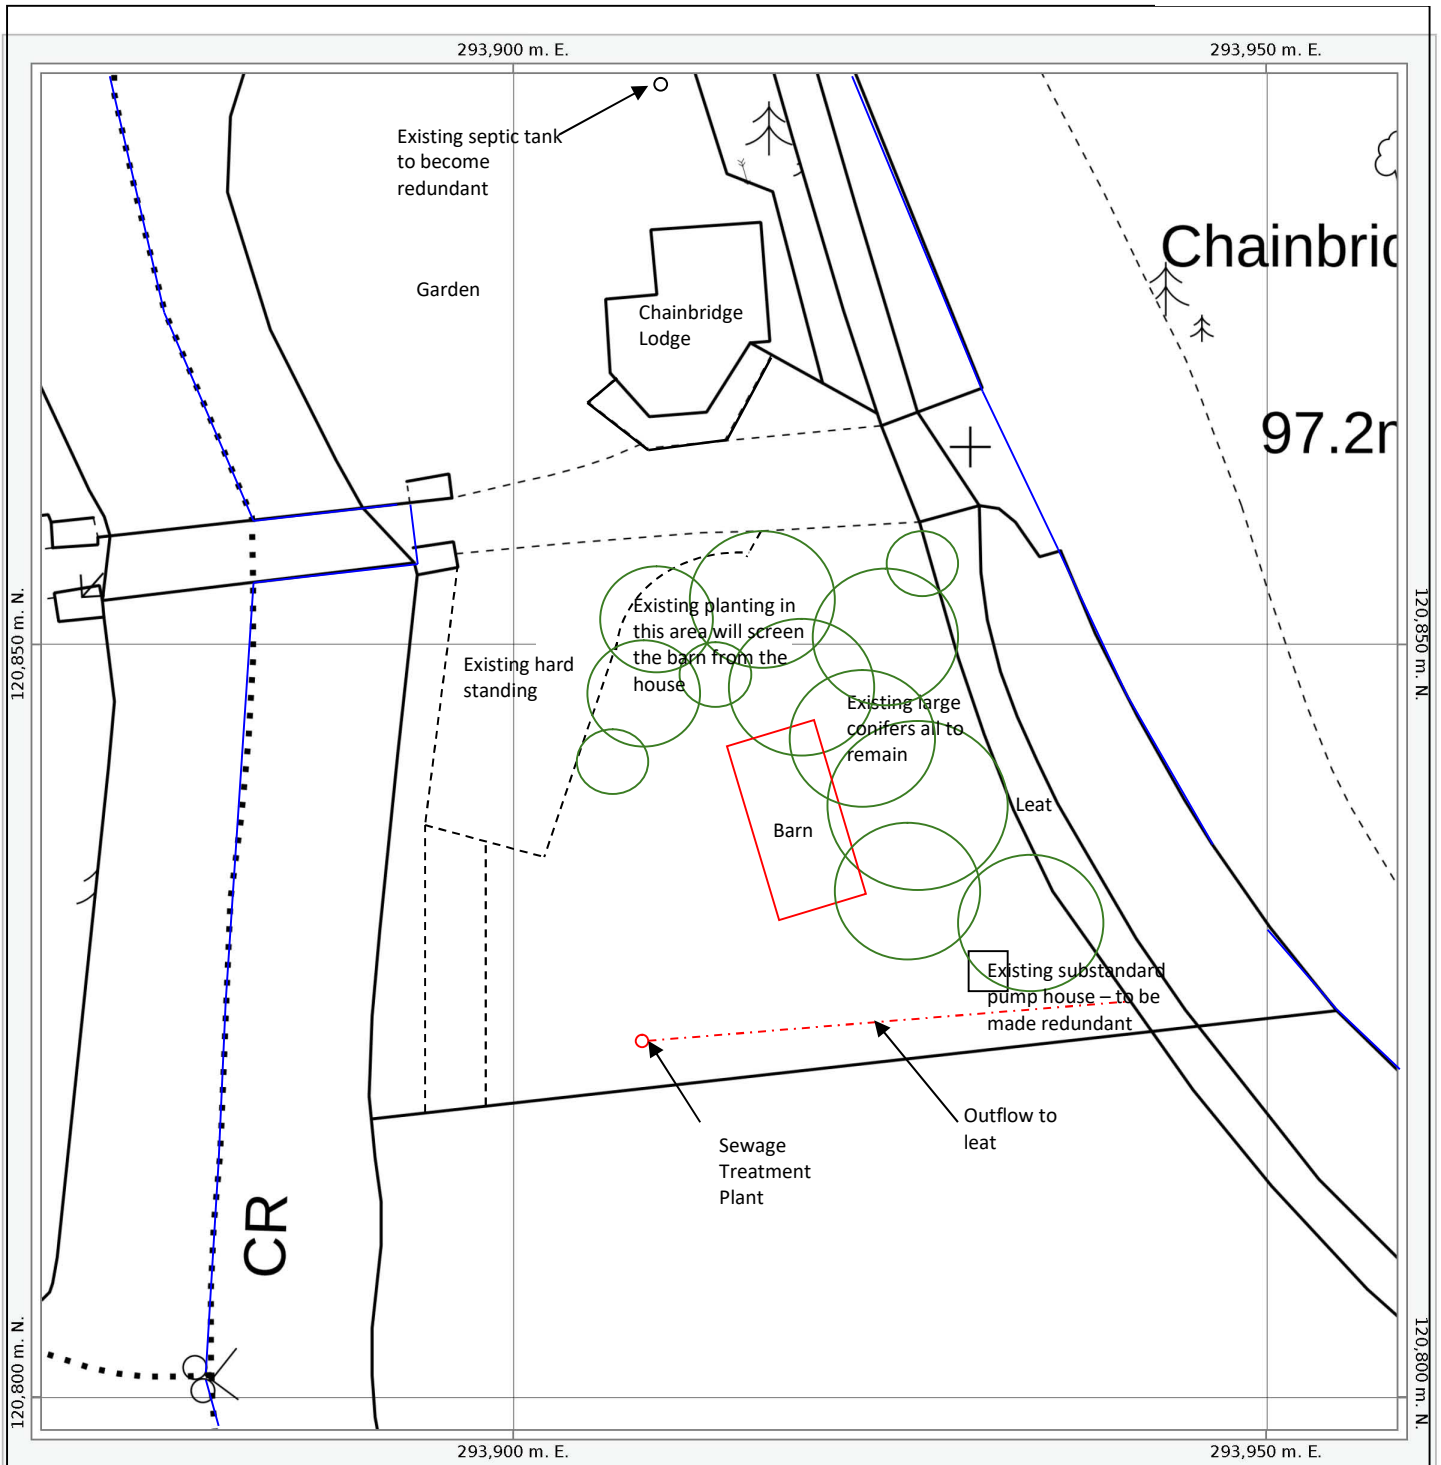 293,900 m. E.
293,950 m. E.
Existing septic tank
to become
redundant
Chainbrid
Garden
Chainbridge
Lodge
97.2m
120,850 m. N.
120,850 m. N.
Existing planting in
this area will screen
the barn from the
house
Existing hard
standing
Existing large
conifers all to
remain
Leat
Barn
Existing substandard
pump house – to be
made redundant
Outflow to
leat
Sewage
Treatment
Plant
CR
120,800 m. N.
120,800 m. N.
293,900 m. E.
293,950 m. E.